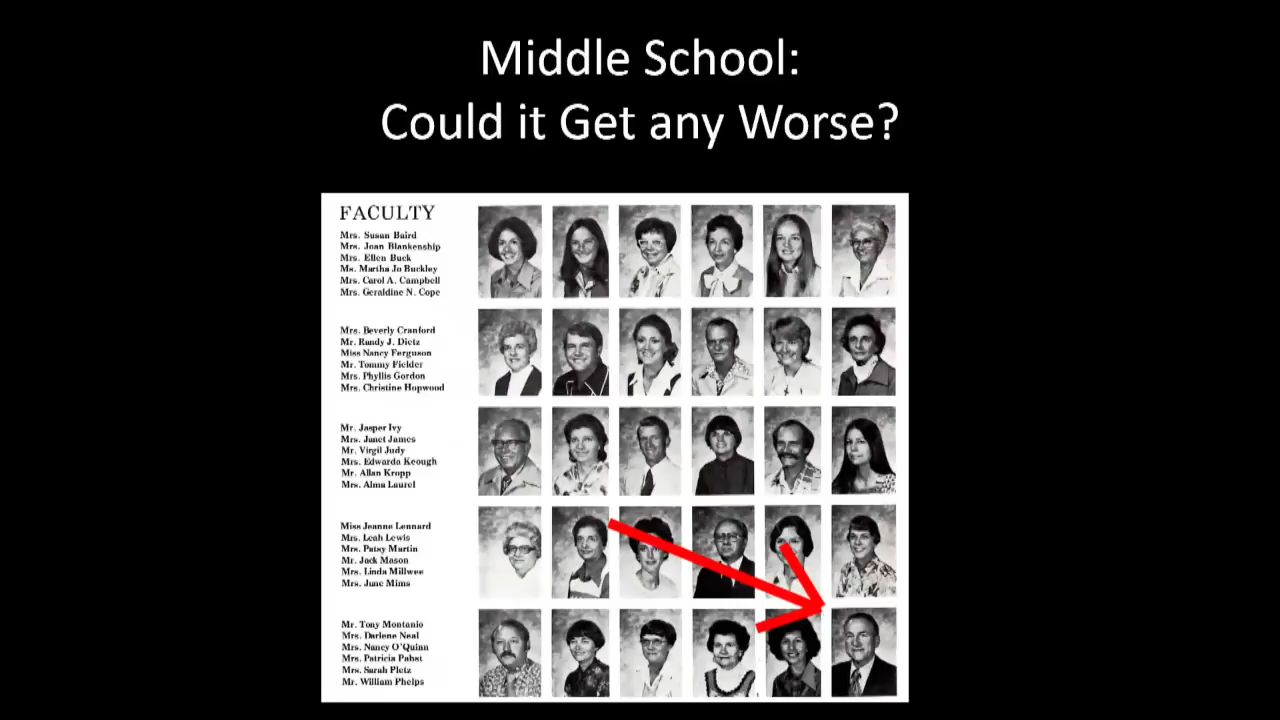 Middle School:
Could it Get any Worse?
FACULTY
Mrs. Susan Baird
Mrs. Joan Blankenship
Mrs. Ellen Buck
Ms. Martha Jo Buckley
Mrs. Carol A. Campbell
Mrs. Geraldine N. Cope
Mrs. Beverly Cranford
Mr. Randy J. Dietz
Miss Nancy Ferguson
Mr. Tommy Fielder
Mrs. Phyllis Gordon
Mrs. Christine Hopwood
Mr. Jasper Ivy
Mrs. Janet James
Mr. Virgil Judy
Mrs. Edwarda Keough
Mr. Allan Kropp
Mrs. Alma Laurel
Miss Jeanne Lennard
Mrs. Leah Lewis
Mrs. Patsy Martin
Mr. Jack Mason
Mrs. Linda Millwee
Mrs. June Mims
Mr. Tony Montanio
Mrs. Darlene Neal
Mrs. Nancy O'Quinn
Mrs. Patricia Pabst
Mrs. Sarah Pletz
Mr. William Phelps